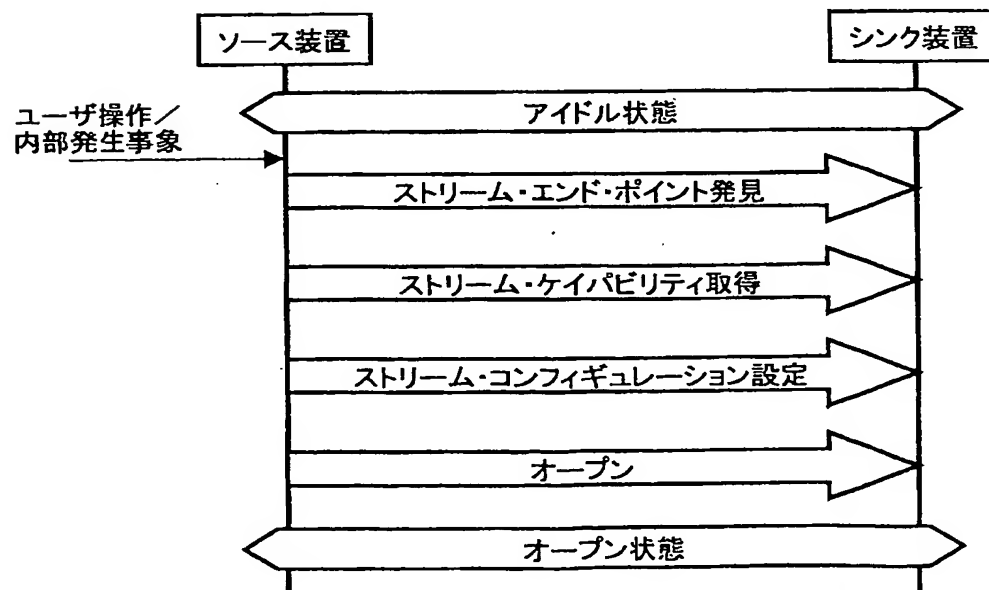 ソース装置
シンク装置
アイドル状態
ユーザ操作／
内部発生事象
ストリーム・エンド・ポイント発見
ストリーム・ケイパビリティ取得
ストリーム・コンフィギュレーション設定
オープン
オープン状態